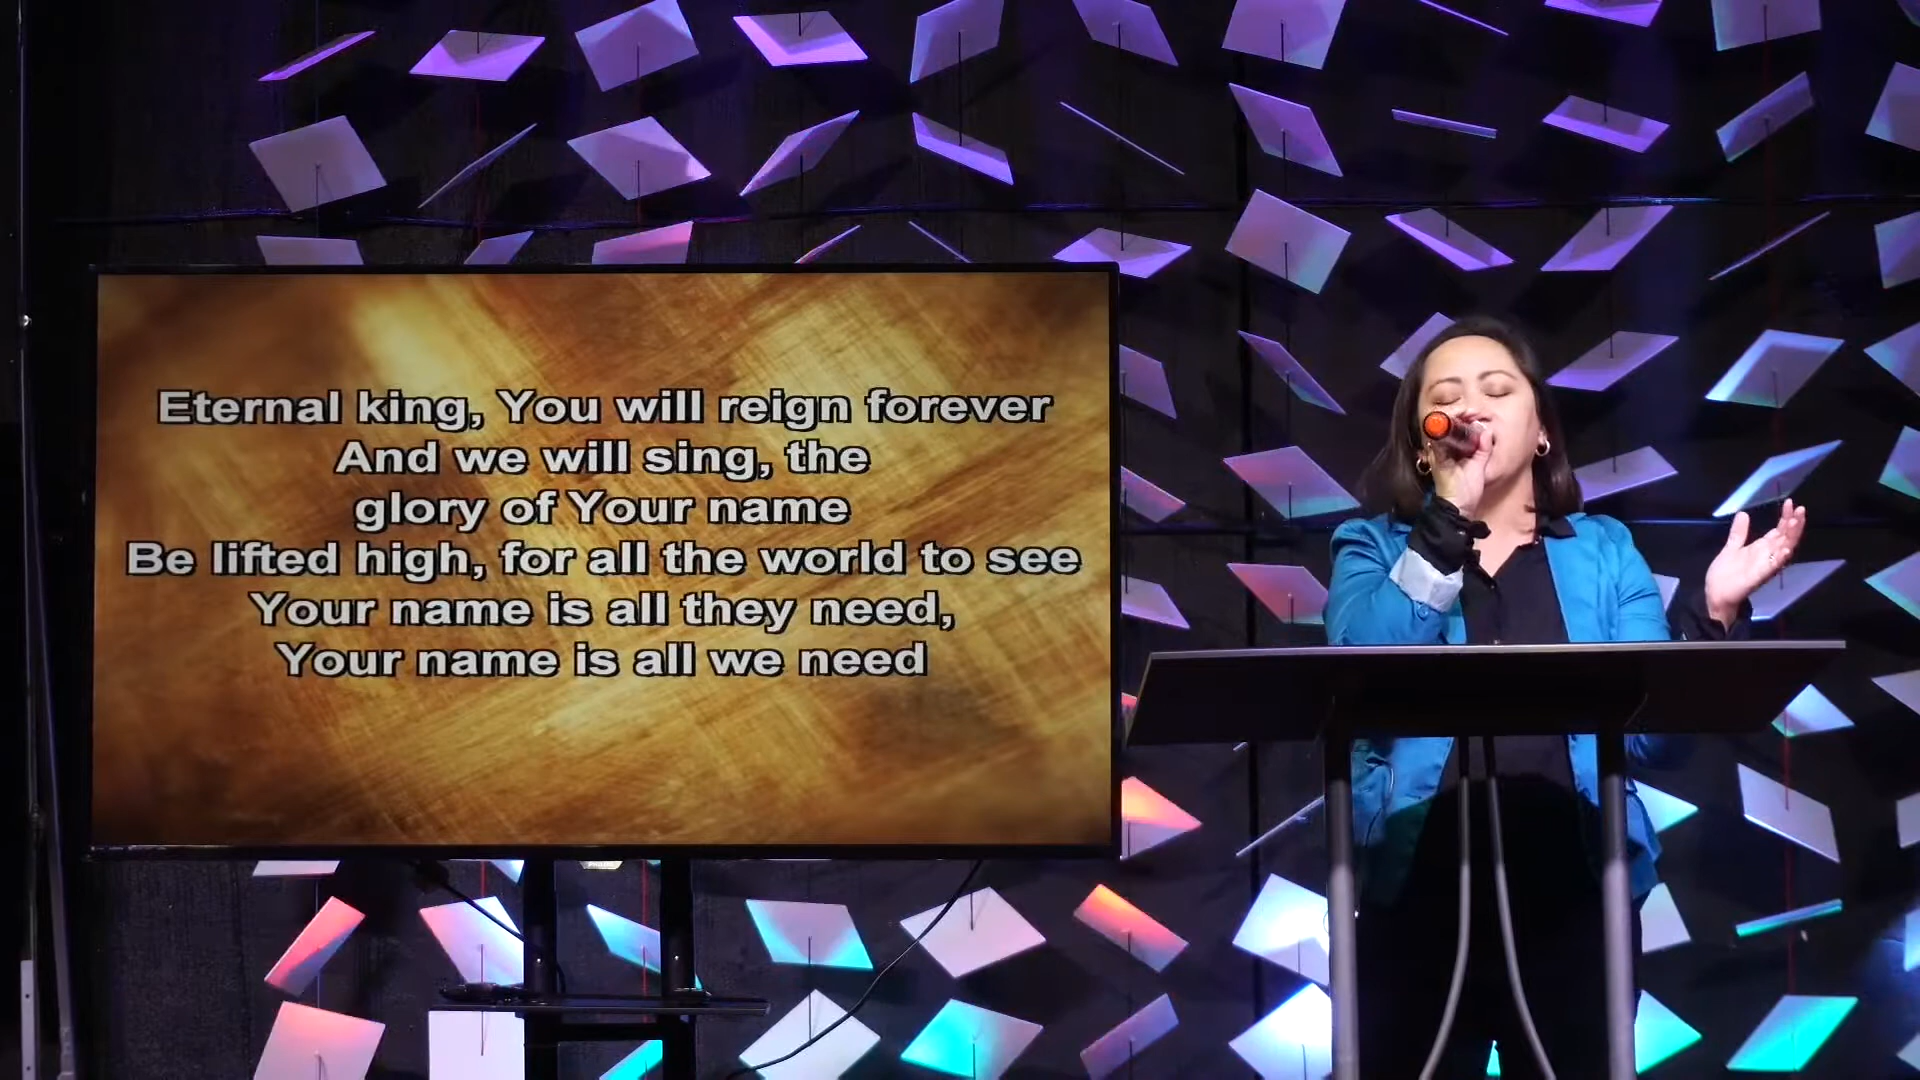 Eternal king, You will reign forever
And we will sing, the
glory of Your name
Be lifted high, for all the world to see
Your name is all they need,
Your name is all we need